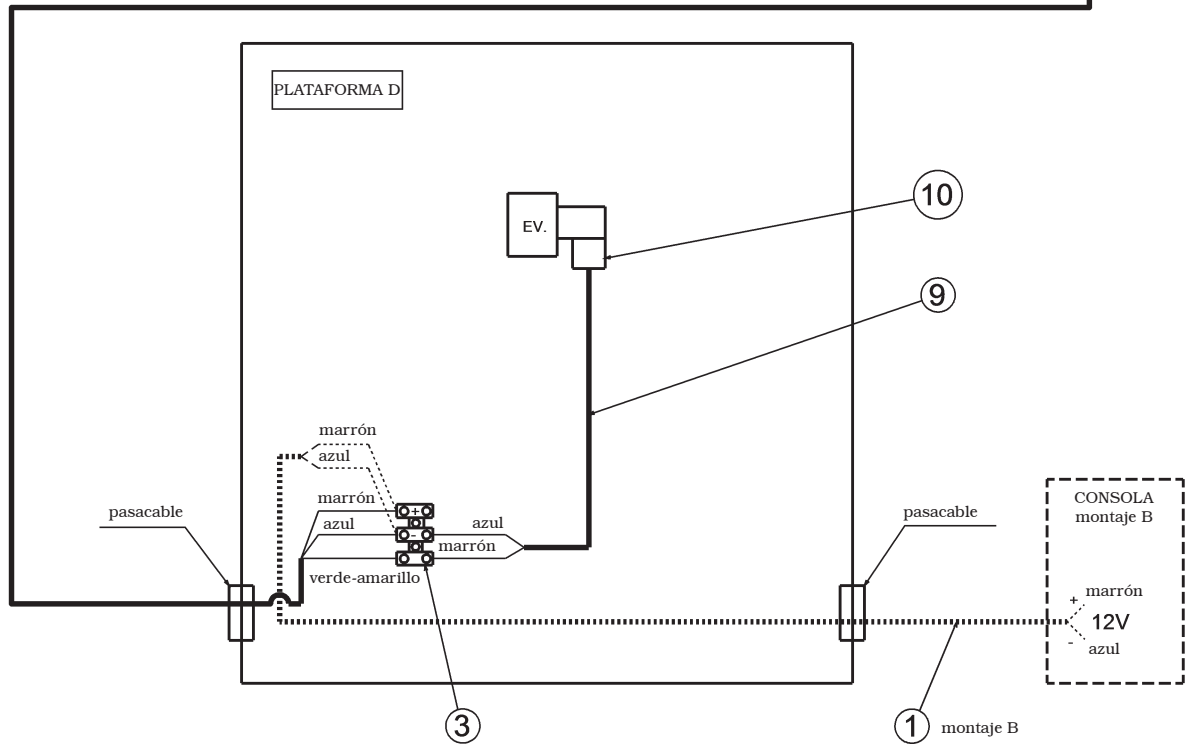 PLATAFORMA D
10
EV.
9
marrón
azul
marrón
azul
verde-amarillo
+
-
azul
marrón
pasacable
pasacable
CONSOLA
montaje B
+
marrón
12V
-
azul
3
1
montaje B